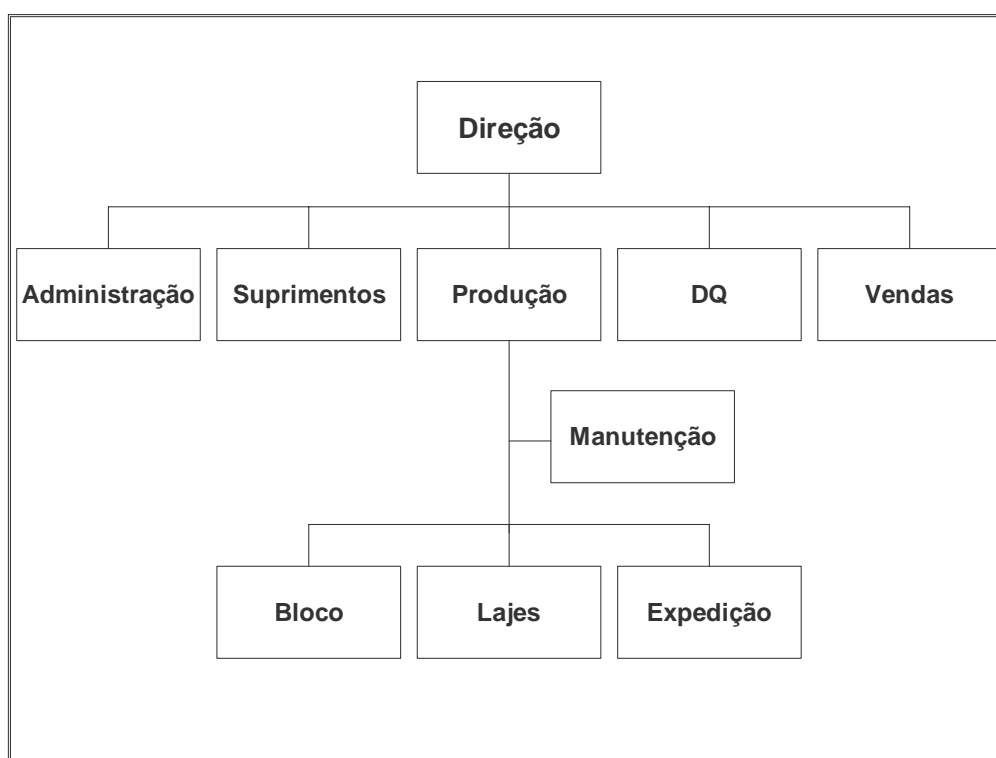 Direção
Administração
Suprimentos
Produção
DQ
Vendas
Manutenção
Bloco
Lajes
Expedição